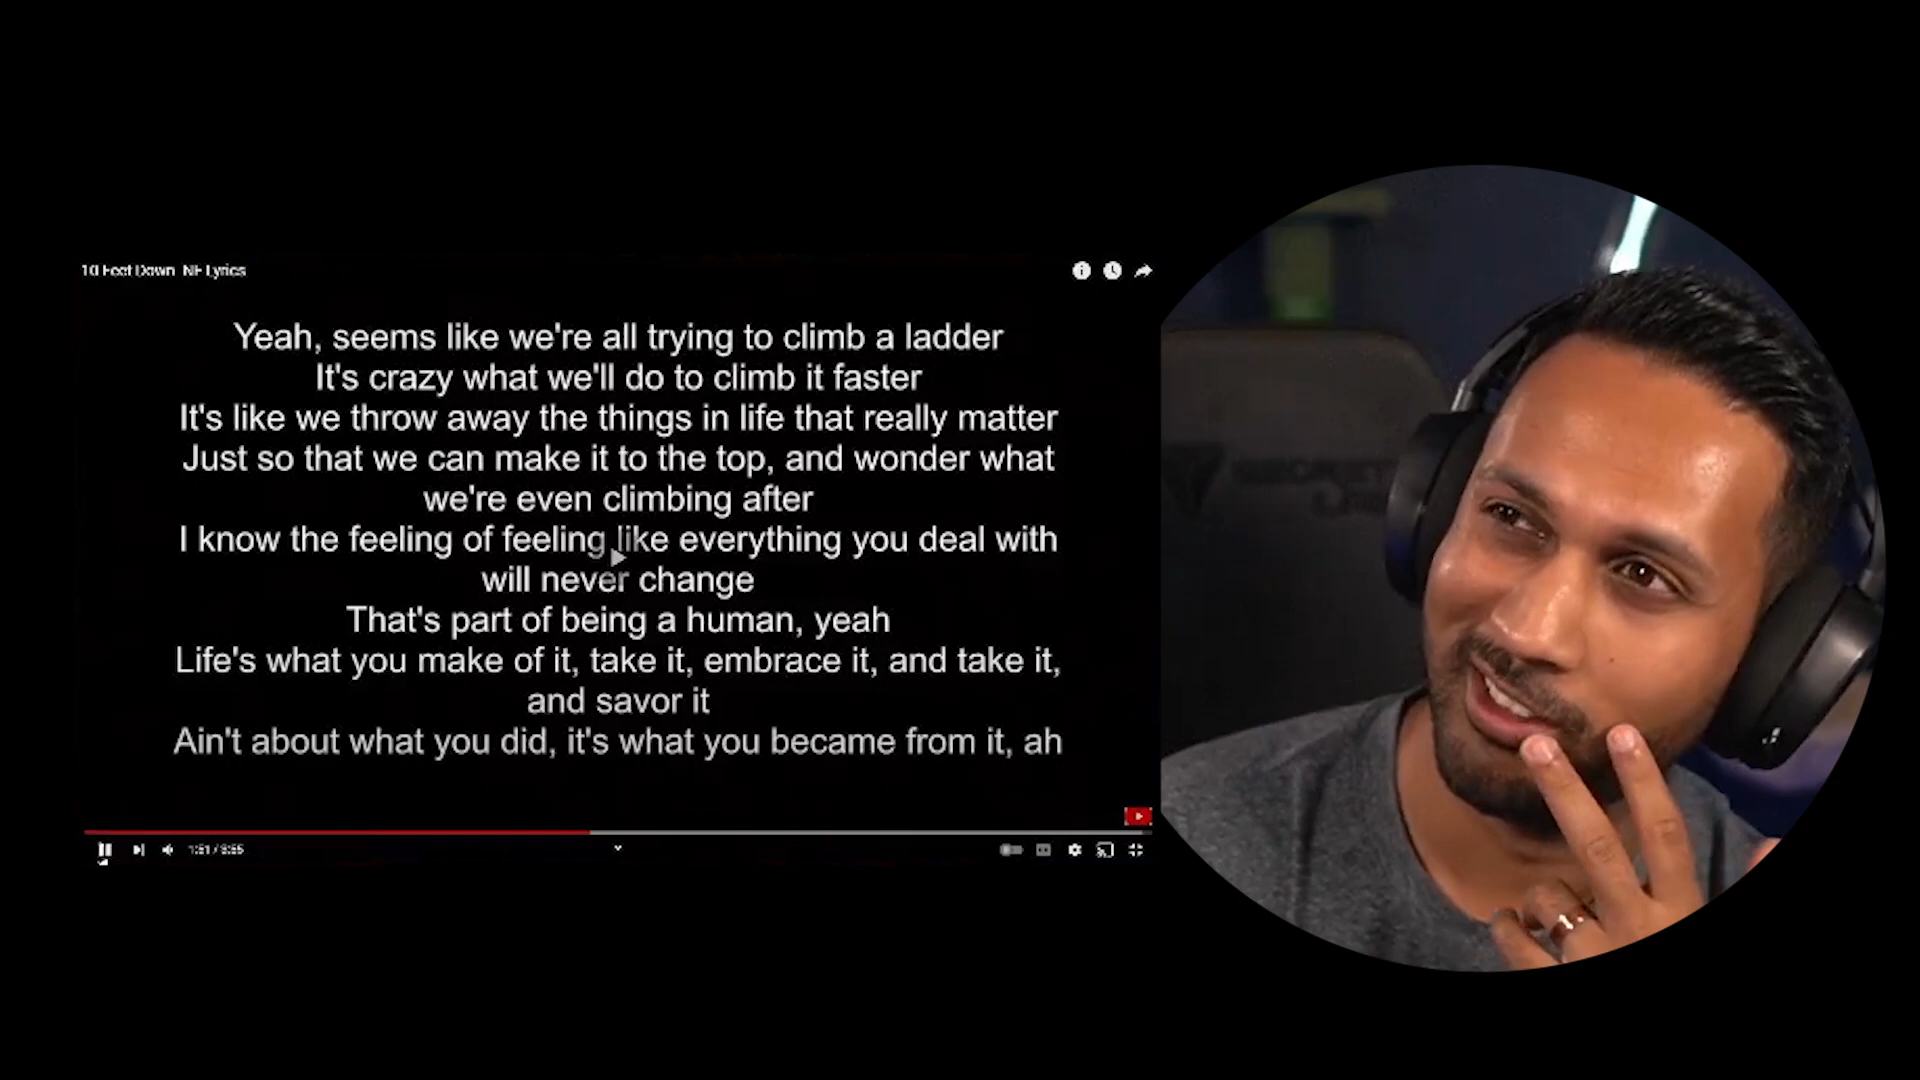 10 Feet Down NF Lyrics
Yeah, seems like we're all trying to climb a ladder
It's crazy what we'll do to climb it faster
It's like we throw away the things in life that really matter
Just so that we can make it to the top, and wonder what
we're even climbing after
I know the feeling of feeling like everything you deal with
will never change
That's part of being a human, yeah
Life's what you make of it, take it, embrace it, and take it,
and savor it
Ain't about what you did, it's what you became from it, ah